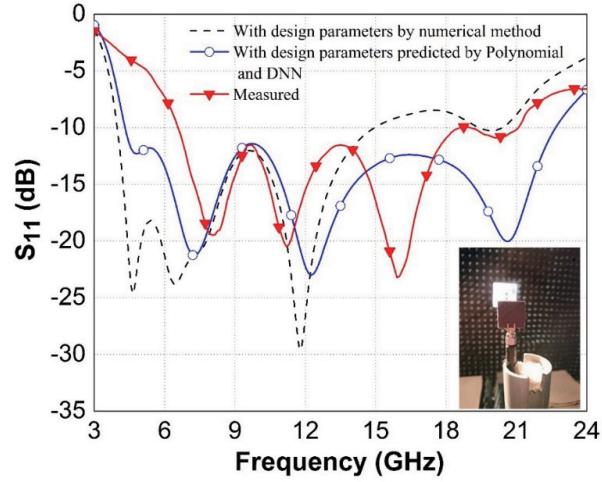 With design parameters by numerical method
With design parameters predicted by Polynomial
and DNN
Measured
0
-5
-10
-15
-20
-25
-30
-35
S11 (dB)
3 6 9 12 15 18 21 24
Frequency (GHz)